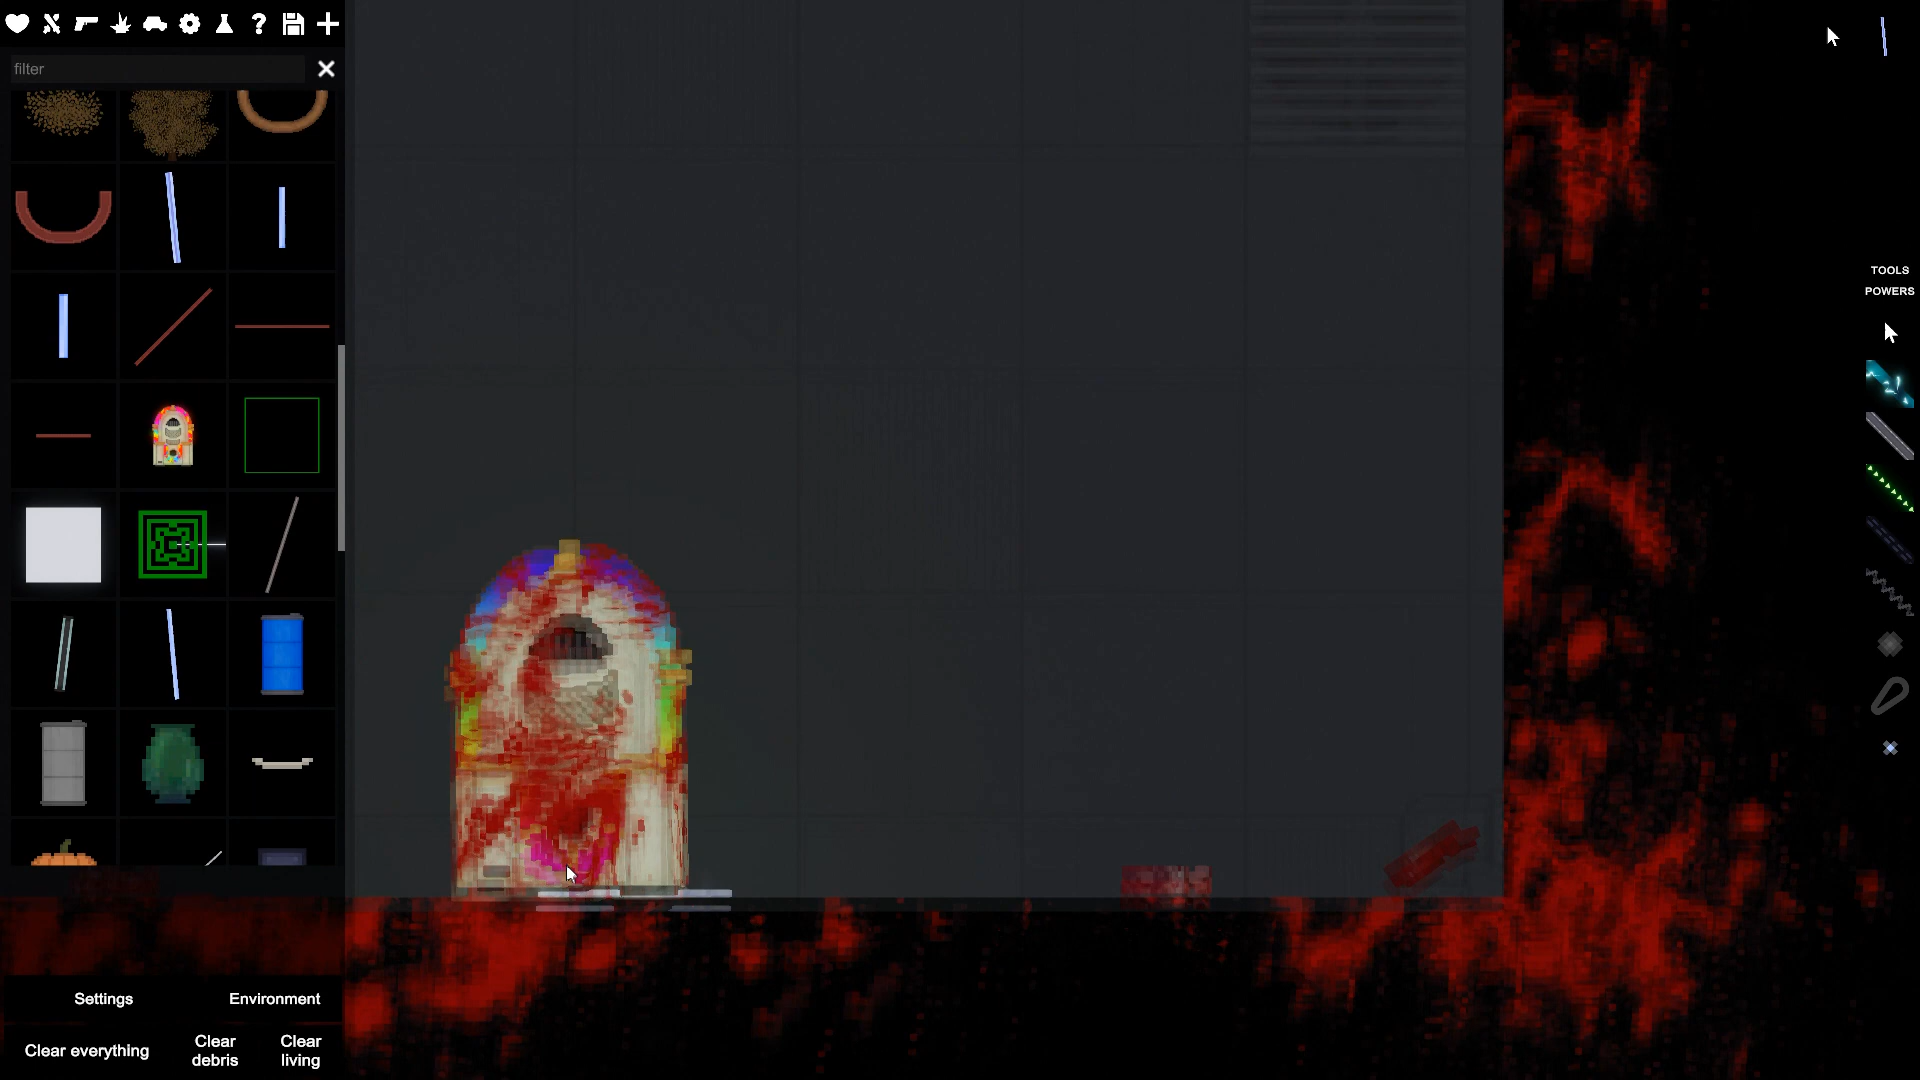 filter
TOOLS
POWERS
Settings
Environment
Clear everything
Clear
debris
Clear
living